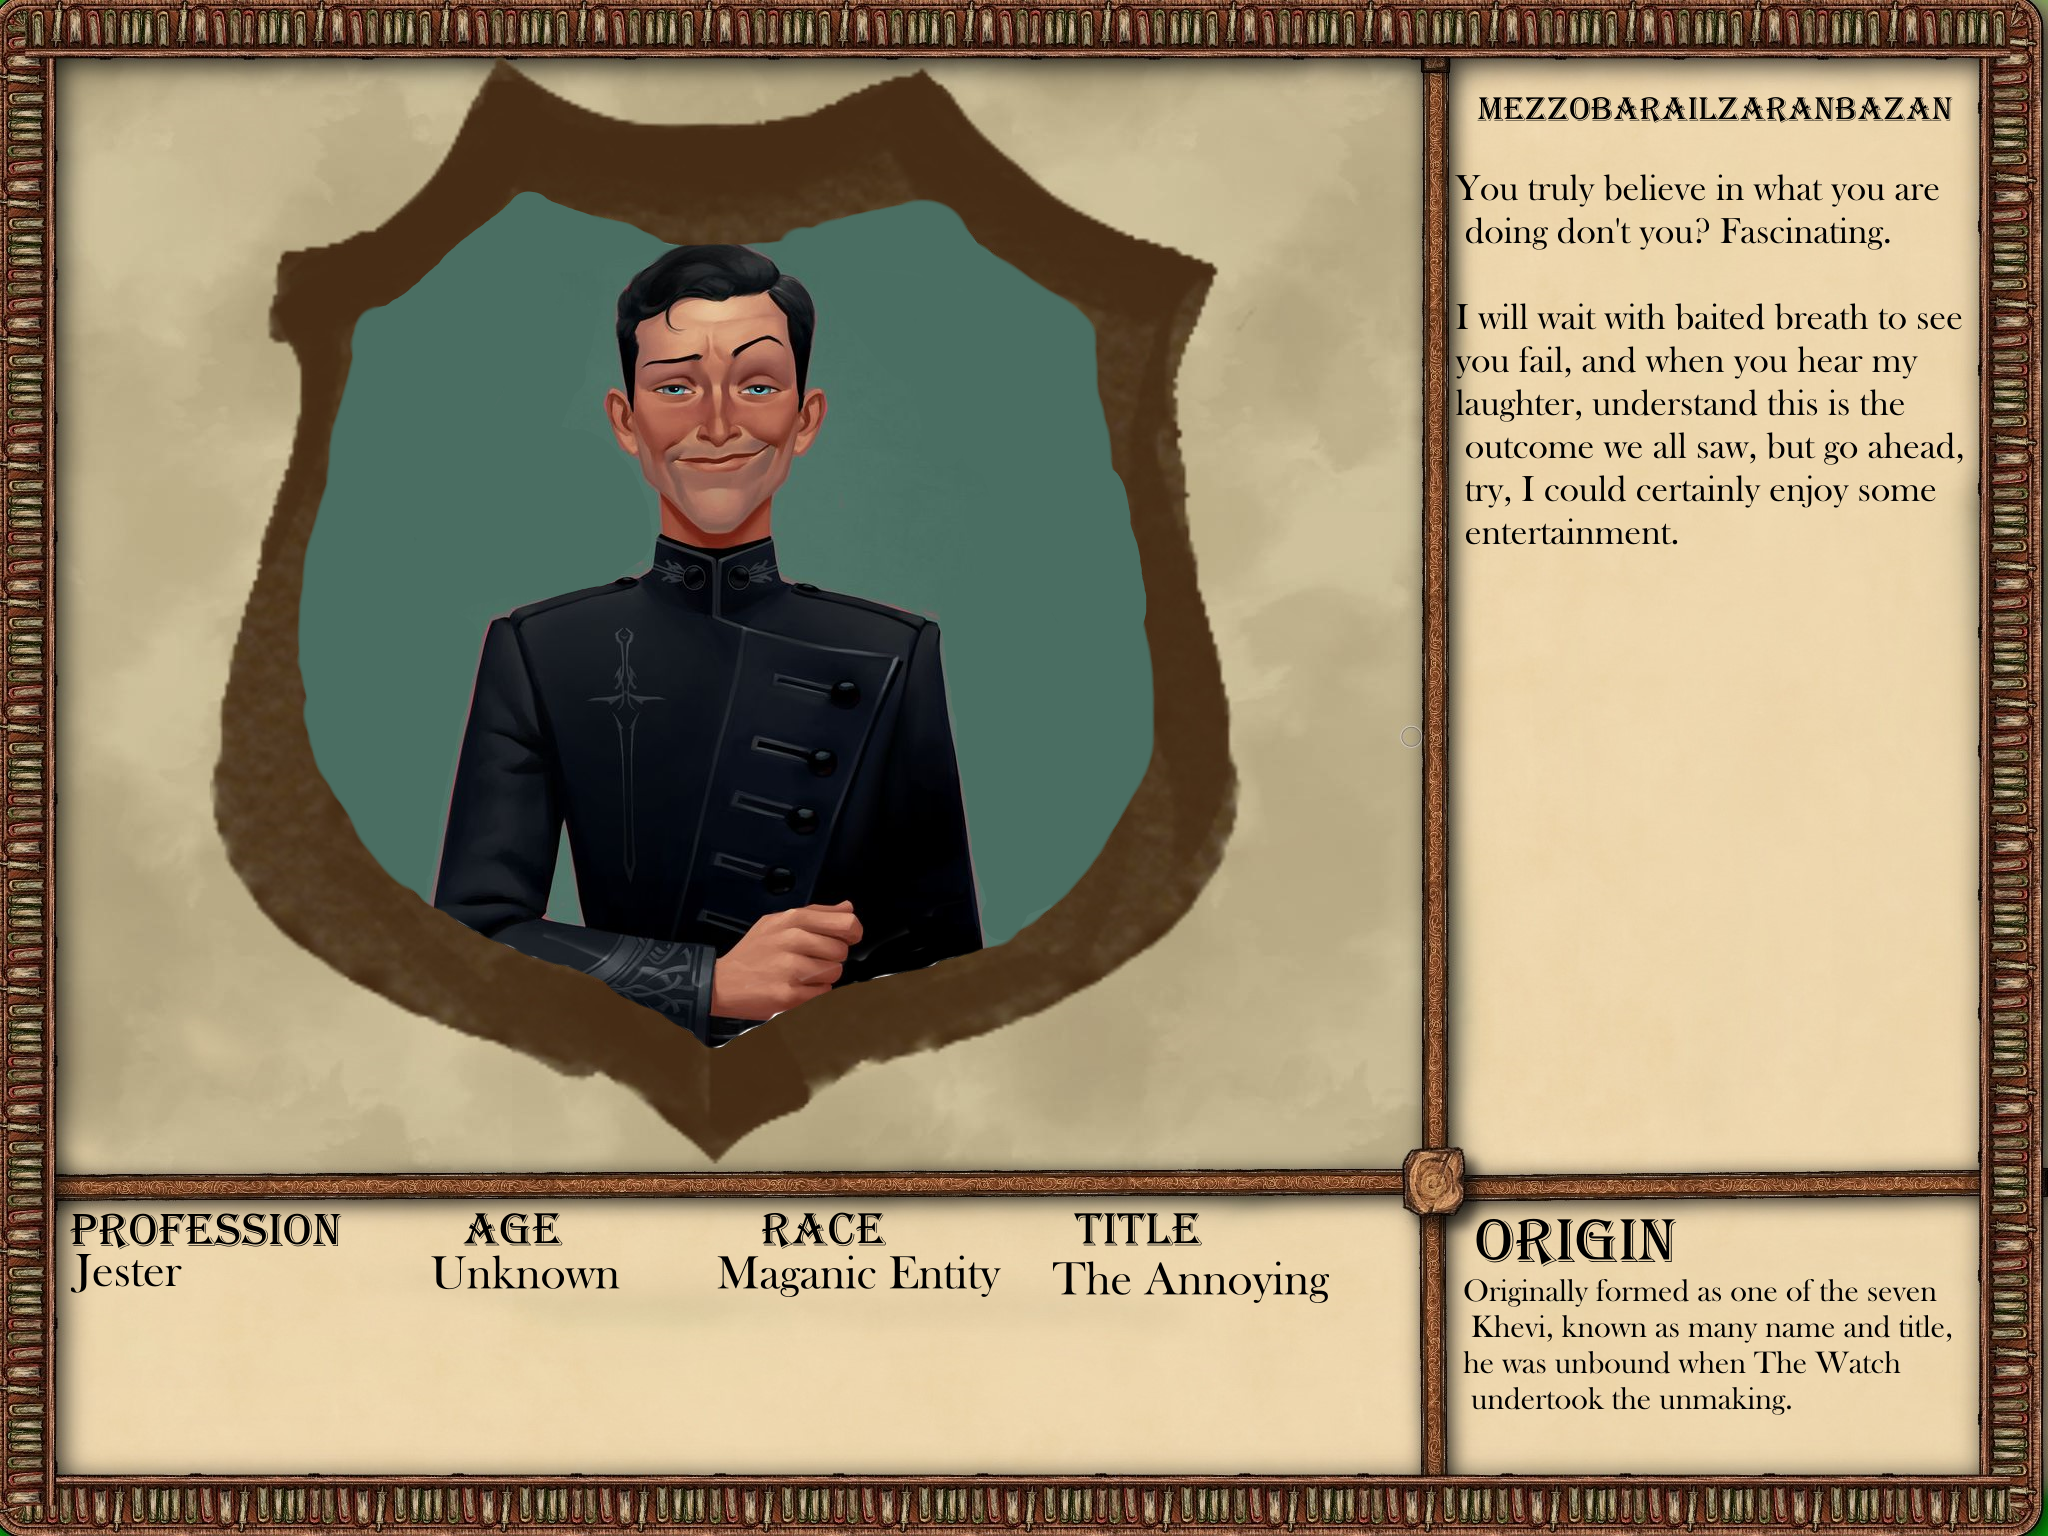 MEZZOBARAILZARANBAZAN
You truly believe in what you are
doing don't you? Fascinating.
I will wait with baited breath to see
you fail, and when you hear my
laughter, understand this is the
outcome we all saw, but go ahead,
try, I could certainly enjoy some
entertainment.
PROFESSION
Jester
AGE
Unknown
RACE
Maganic Entity
TITLE
The Annoying
ORIGIN
Originally formed as one of the seven
Khevi, known as many name and title,
he was unbound when The Watch
undertook the unmaking.